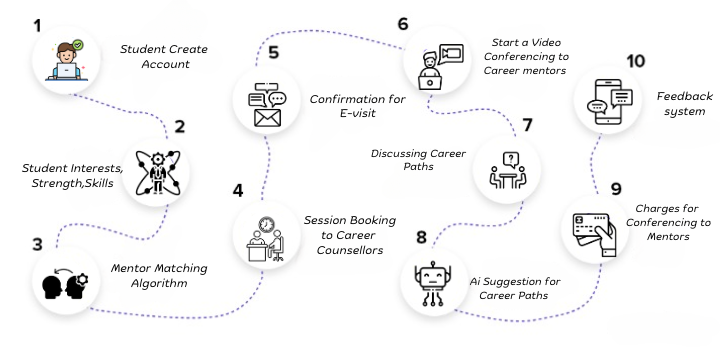 1
Student Create
Account
2
Student Interests,
Strength,Skills
3
Mentor Matching
Algorithm
4
Session Booking
to Career
Counsellors
5
Confirmation for
E-visit
6
Start a Video
Conferencing to
Career mentors
7
Discussing Career
Paths
?
8
Ai Suggestion for
Career Paths
9
Charges for
Conferencing to
Mentors
10
Feedback
system